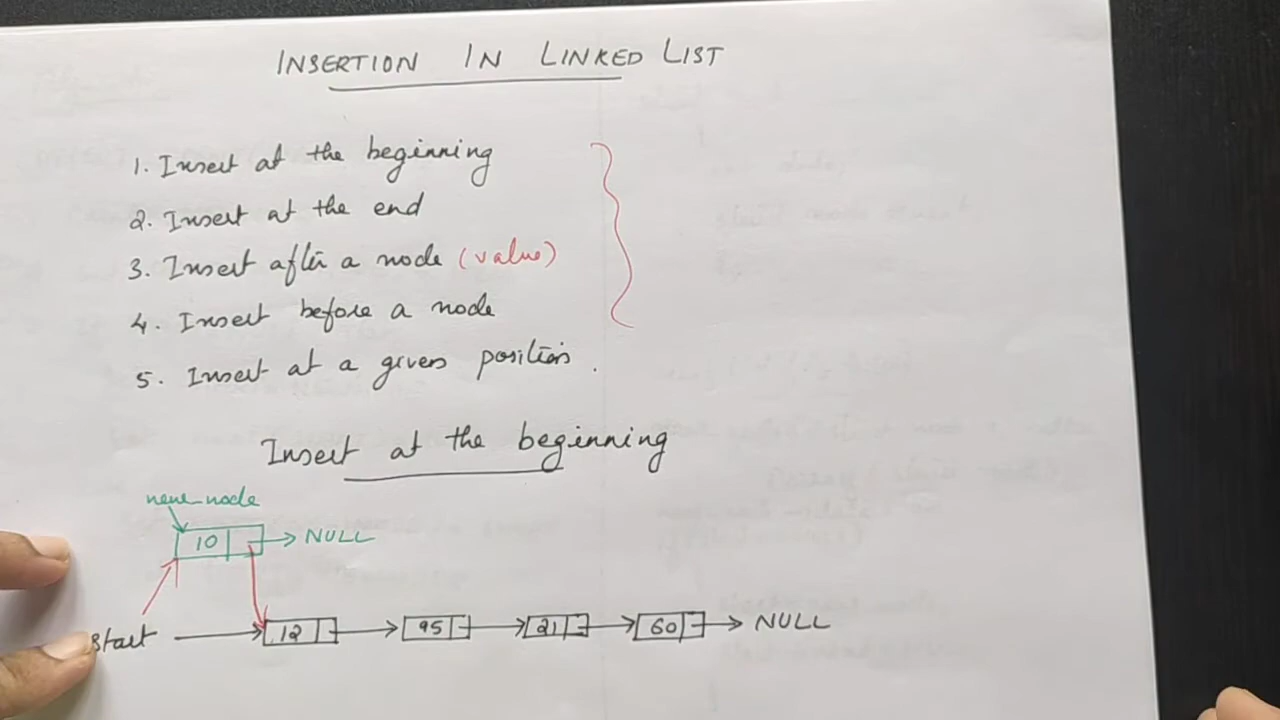 INSERTION IN LINKED LIST
1. Insert at the beginning
2. Insert at the end
3. Insert after a node (value)
4. Insert before a node
5. Insert at a given position.
Insert at the beginning
new_node
10 NULL
Start 12 95 21 60 NULL